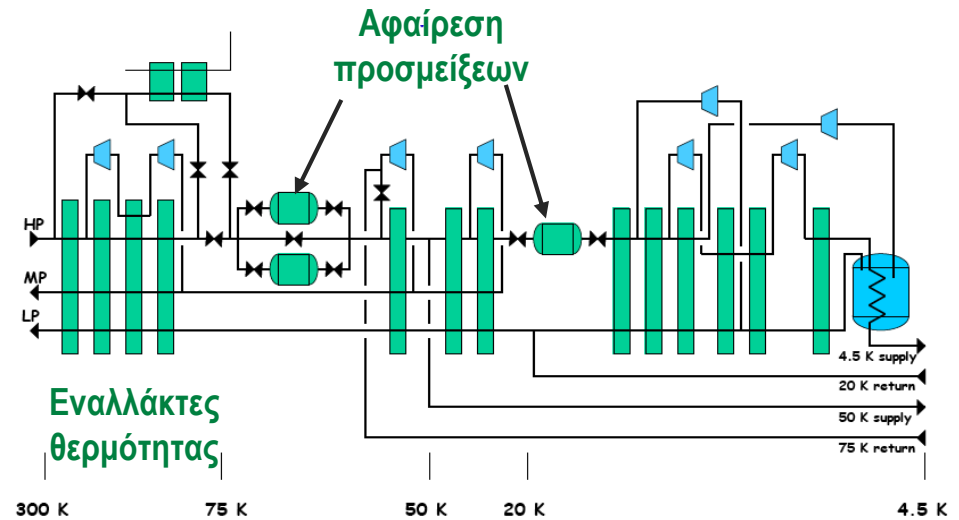 Αφαίρεση
προσμείξεων
HP
MP
LP
4.5 K supply
20 K return
50 K supply
75 K return
Εναλλάκτες
θερμότητας
300 K
75 K
50 K
20 K
4.5 K